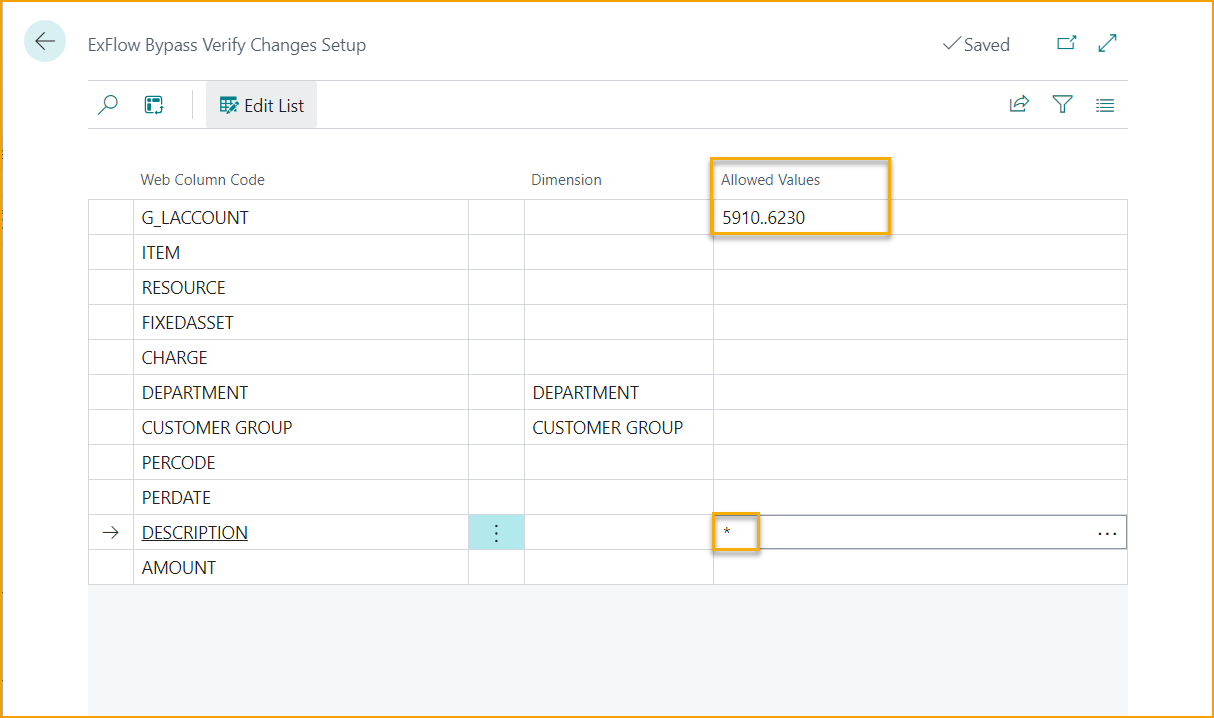 ExFlow Bypass Verify Changes Setup
Saved
Edit List
Web Column Code Dimension Allowed Values
G_LACCOUNT 5910..6230
ITEM
RESOURCE
FIXEDASSET
CHARGE
DEPARTMENT DEPARTMENT
CUSTOMER GROUP CUSTOMER GROUP
PERCODE
PERDATE
DESCRIPTION *
AMOUNT